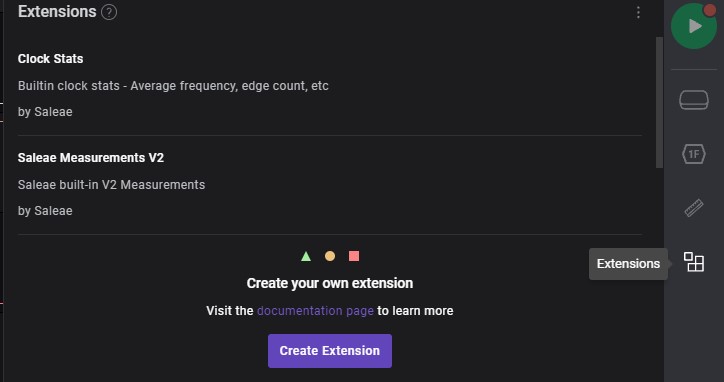 Extensions ?
Clock Stats
Builtin clock stats - Average frequency, edge count, etc
by Saleae
Saleae Measurements V2
Saleae built-in V2 Measurements
by Saleae
Create your own extension
Visit the documentation page to learn more
Create Extension
1F
Extensions